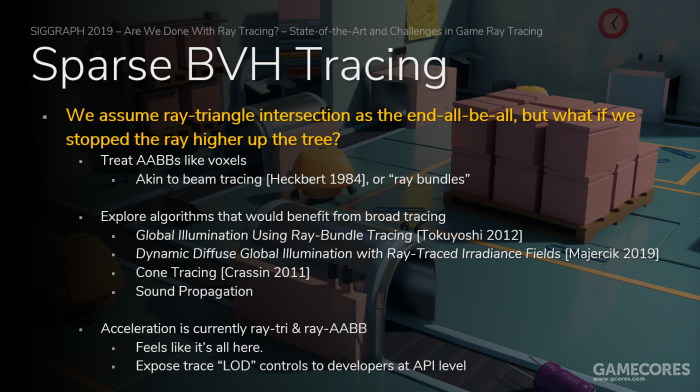 SIGGRAPH 2019 – Are We Done With Ray Tracing? – State-of-the-Art and Challenges in Game Ray Tracing
Sparse BVH Tracing
▪ We assume ray-triangle intersection as the end-all-be-all, but what if we
stopped the ray higher up the tree?
▪ Treat AABBs like voxels
▪ Akin to beam tracing [Heckbert 1984], or “ray bundles”
▪ Explore algorithms that would benefit from broad tracing
▪ Global Illumination Using Ray-Bundle Tracing [Tokuyoshi 2012]
▪ Dynamic Diffuse Global Illumination with Ray-Traced Irradiance Fields [Majercik 2019]
▪ Cone Tracing [Crassin 2011]
▪ Sound Propagation
▪ Acceleration is currently ray-tri & ray-AABB
▪ Feels like it’s all here.
▪ Expose trace “LOD” controls to developers at API level
GAMECORES
www.gcores.com